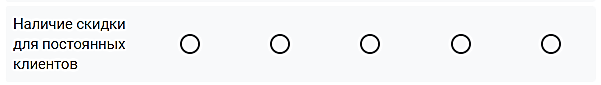 Наличие скидки
для постоянных
клиентов